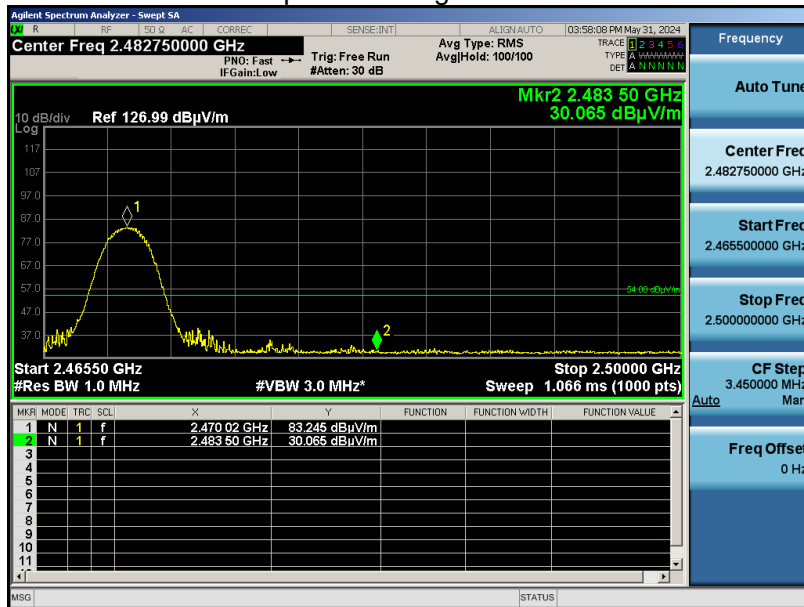 Agilent Spectrum Analyzer - Swept SA
LXI R RF 50 Ω AC CORREC SENSE:INT ALIGN AUTO 03:58:08 PM May 31, 2024
Center Freq 2.482750000 GHz
PNO: Fast
IFGain:Low
Trig: Free Run
#Atten: 30 dB
Avg Type: RMS
Avg|Hold: 100/100
TRACE 1 2 3 4 5 6
TYPE A WWWWW
DET A N N N N N
Mkr2 2.483 50 GHz
30.065 dBµV/m
10 dB/div Ref 126.99 dBµV/m
Log
117
107
97.0
87.0
77.0
67.0
57.0
47.0
37.0
1
2
54.00 dBµV/m
Start 2.46550 GHz
Stop 2.50000 GHz
#Res BW 1.0 MHz
#VBW 3.0 MHz*
Sweep 1.066 ms (1000 pts)
MKR MODE TRC SCL X Y FUNCTION FUNCTION WIDTH FUNCTION VALUE
1 N 1 f 2.470 02 GHz 83.245 dBµV/m
2 N 1 f 2.483 50 GHz 30.065 dBµV/m
3
4
5
6
7
8
9
10
11
MSG
STATUS
Frequency
Auto Tune
Center Freq
2.482750000 GHz
Start Freq
2.465500000 GHz
Stop Freq
2.500000000 GHz
CF Step
3.450000 MHz
Auto Man
Freq Offset
0 Hz